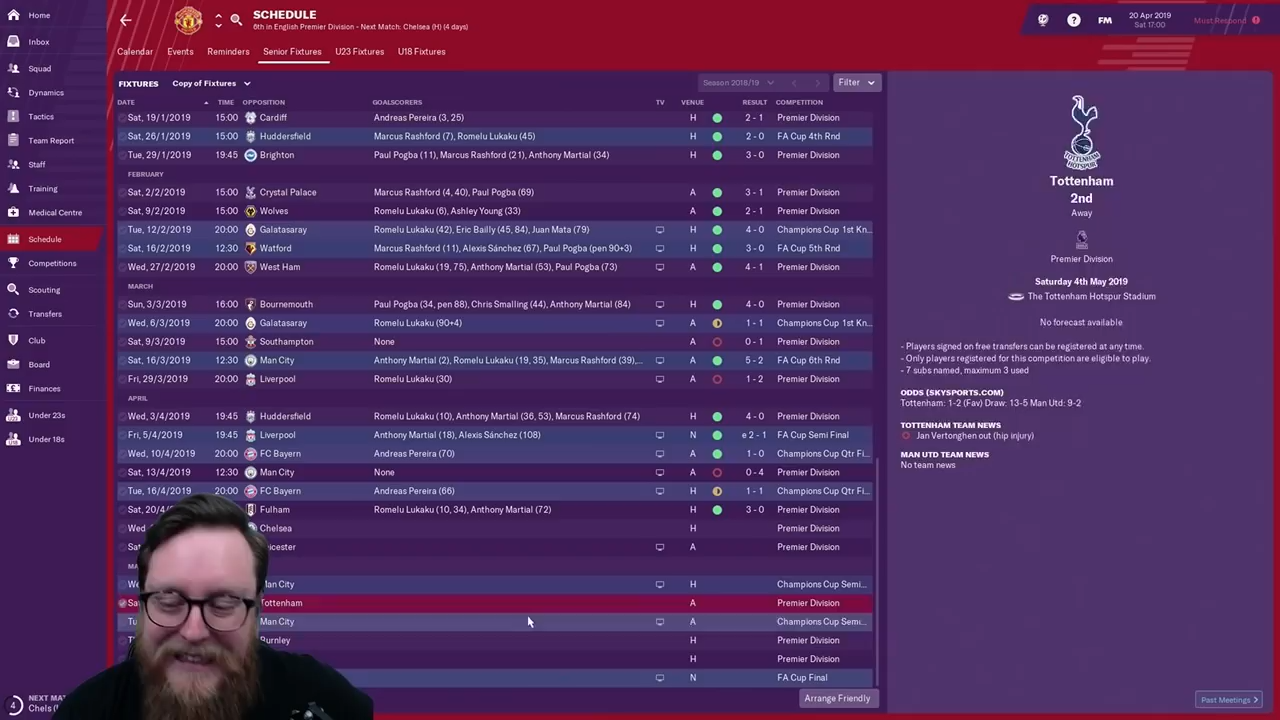 Home
Inbox
Squad
Dynamics
Tactics
Team Report
Staff
Training
Medical Centre
Schedule
Competitions
Scouting
Transfers
Club
Board
Finances
Under 23s
Under 18s
NEXT MAT
Chels (
SCHEDULE
6th in English Premier Division - Next Match: Chelsea (H) (4 days)
FM
20 Apr 2019
Sat 17:00
Must Respond
Calendar Events Reminders Senior Fixtures U23 Fixtures U18 Fixtures
FIXTURES Copy of Fixtures Season 2018/19 Filter
DATE TIME OPPOSITION GOALSCORERS TV VENUE RESULT COMPETITION
Sat, 19/1/2019 15:00 Cardiff Andreas Pereira (3, 25) H 2 - 1 Premier Division
Sat, 26/1/2019 15:00 Huddersfield Marcus Rashford (7), Romelu Lukaku (45) H 2 - 0 FA Cup 4th Rnd
Tue, 29/1/2019 19:45 Brighton Paul Pogba (11), Marcus Rashford (21), Anthony Martial (34) H 3 - 0 Premier Division
FEBRUARY
Sat, 2/2/2019 15:00 Crystal Palace Marcus Rashford (4, 40), Paul Pogba (69) A 3 - 1 Premier Division
Sat, 9/2/2019 15:00 Wolves Romelu Lukaku (6), Ashley Young (33) A 2 - 1 Premier Division
Tue, 12/2/2019 20:00 Galatasaray Romelu Lukaku (42), Eric Bailly (45, 84), Juan Mata (79) H 4 - 0 Champions Cup 1st Kn...
Sat, 16/2/2019 12:30 Watford Marcus Rashford (11), Alexis Sánchez (67), Paul Pogba (pen 90+3) H 3 - 0 FA Cup 5th Rnd
Wed, 27/2/2019 20:00 West Ham Romelu Lukaku (19, 75), Anthony Martial (53), Paul Pogba (73) A 4 - 1 Premier Division
MARCH
Sun, 3/3/2019 16:00 Bournemouth Paul Pogba (34, pen 88), Chris Smalling (44), Anthony Martial (84) H 4 - 0 Premier Division
Wed, 6/3/2019 20:00 Galatasaray Romelu Lukaku (90+4) A 1 - 1 Champions Cup 1st Kn...
Sat, 9/3/2019 15:00 Southampton None A 0 - 1 Premier Division
Sat, 16/3/2019 12:30 Man City Anthony Martial (2), Romelu Lukaku (19, 35), Marcus Rashford (39),... A 5 - 2 FA Cup 6th Rnd
Fri, 29/3/2019 20:00 Liverpool Romelu Lukaku (30) A 1 - 2 Premier Division
APRIL
Wed, 3/4/2019 19:45 Huddersfield Romelu Lukaku (10), Anthony Martial (36, 53), Marcus Rashford (74) H 4 - 0 Premier Division
Fri, 5/4/2019 19:45 Liverpool Anthony Martial (18), Alexis Sánchez (108) N e 2 - 1 FA Cup Semi Final
Wed, 10/4/2019 20:00 FC Bayern Andreas Pereira (70) A 1 - 0 Champions Cup Qtr Fi...
Sat, 13/4/2019 12:30 Man City None A 0 - 4 Premier Division
Tue, 16/4/2019 20:00 FC Bayern Andreas Pereira (66) H 1 - 1 Champions Cup Qtr Fi...
Sat, 20/4 Fulham Romelu Lukaku (10, 34), Anthony Martial (72) H 3 - 0 Premier Division
Wed, Chelsea H Premier Division
Sat icester A Premier Division
MA
We Man City H Champions Cup Semi...
Sa Tottenham A Premier Division
Tu Man City A Champions Cup Semi...
Burnley H Premier Division
H Premier Division
N FA Cup Final
Arrange Friendly
Tottenham
2nd
Away
Premier Division
Saturday 4th May 2019
The Tottenham Hotspur Stadium
No forecast available
- Players signed on free transfers can be registered at any time.
- Only players registered for this competition are eligible to play.
- 7 subs named, maximum 3 used
ODDS (SKYSPORTS.COM)
Tottenham: 1-2 (Fav) Draw: 13-5 Man Utd: 9-2
TOTTENHAM TEAM NEWS
Jan Vertonghen out (hip injury)
MAN UTD TEAM NEWS
No team news
Past Meetings